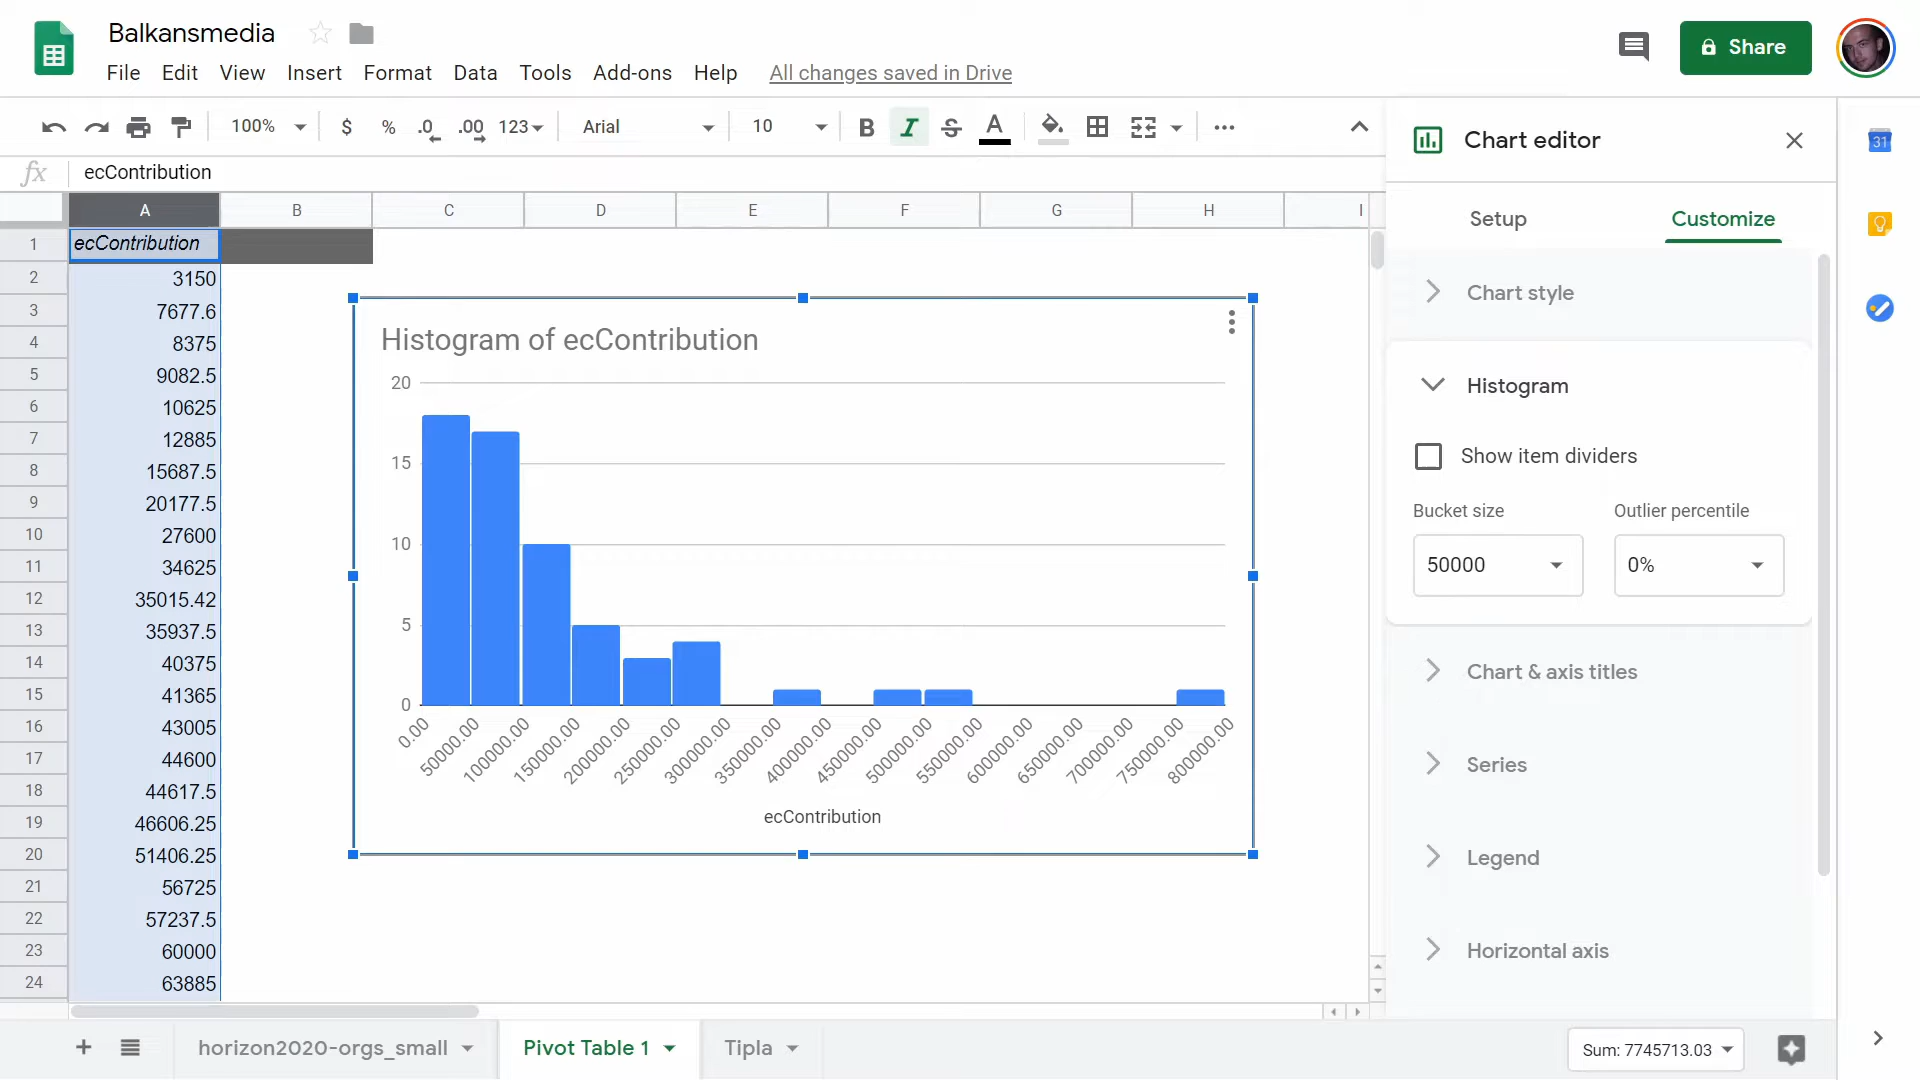 Balkansmedia
File Edit View Insert Format Data Tools Add-ons Help All changes saved in Drive
Share
100% $ % .0 .00 123 Arial 10 B I S A
Chart editor
31
fx ecContribution
Setup Customize
A B C D E F G H I
1 ecContribution
2 3150
3 7677.6
4 8375
5 9082.5
6 10625
7 12885
8 15687.5
9 20177.5
10 27600
11 34625
12 35015.42
13 35937.5
14 40375
15 41365
16 43005
17 44600
18 44617.5
19 46606.25
20 51406.25
21 56725
22 57237.5
23 60000
24 63885
Histogram of ecContribution
20
15
10
5
0
0.00 50000.00 100000.00 150000.00 200000.00 250000.00 300000.00 350000.00 400000.00 450000.00 500000.00 550000.00 600000.00 650000.00 700000.00 750000.00 800000.00
ecContribution
Chart style
Histogram
Show item dividers
Bucket size Outlier percentile
50000 0%
Chart & axis titles
Series
Legend
Horizontal axis
horizon2020-orgs_small Pivot Table 1 Tipla
Sum: 7745713.03